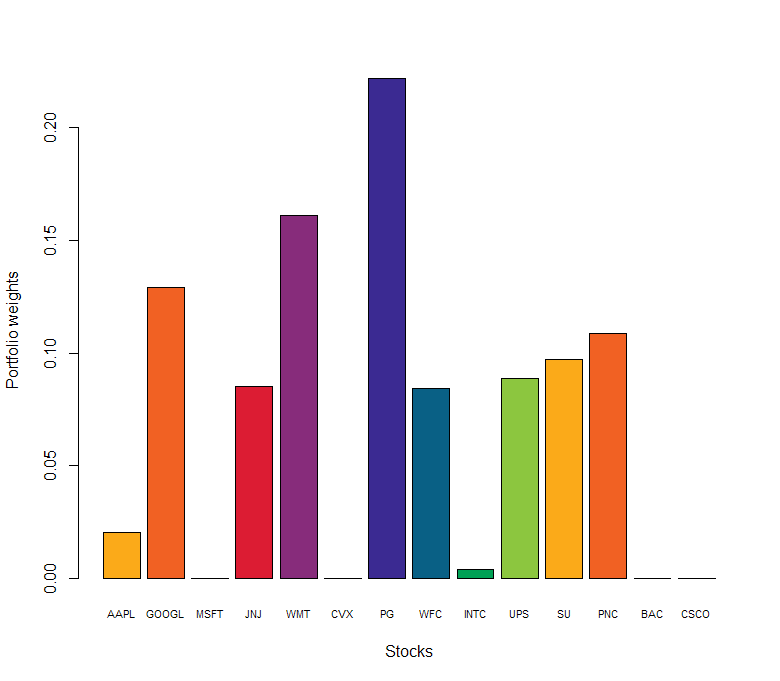 Portfolio weights
0.20
0.15
0.10
0.05
0.00
AAPL GOOGL MSFT JNJ WMT CVX PG WFC INTC UPS SU PNC BAC CSCO
Stocks